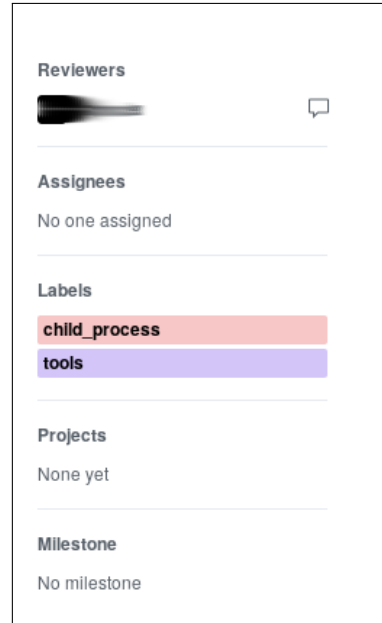 Reviewers
Assignees
No one assigned
Labels
child_process
tools
Projects
None yet
Milestone
No milestone